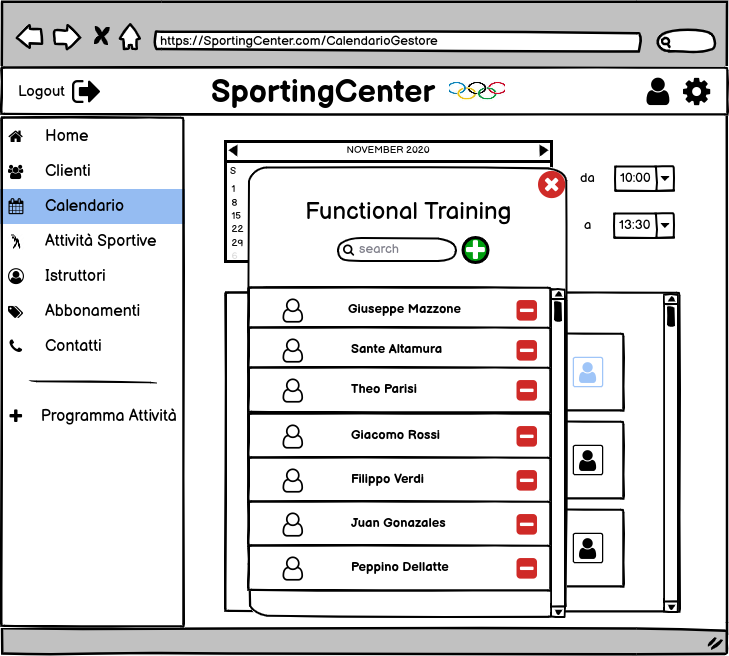 https://SportingCenter.com/CalendarioGestore
Logout
SportingCenter
Home
Clienti
Calendario
Attività Sportive
Istruttori
Abbonamenti
Contatti
Programma Attività
NOVEMBER 2020
S
1
8
15
22
29
da
10:00
a
13:30
Functional Training
search
Giuseppe Mazzone
Sante Altamura
Theo Parisi
Giacomo Rossi
Filippo Verdi
Juan Gonazales
Peppino Dellatte